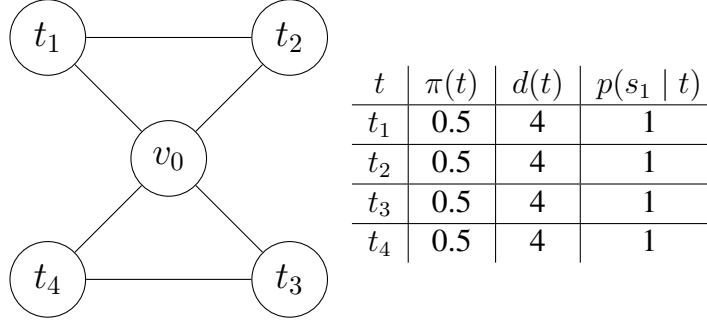 t₁ t₂
v₀
t₄ t₃
t π(t) d(t) p(s₁ | t)
t₁ 0.5 4 1
t₂ 0.5 4 1
t₃ 0.5 4 1
t₄ 0.5 4 1